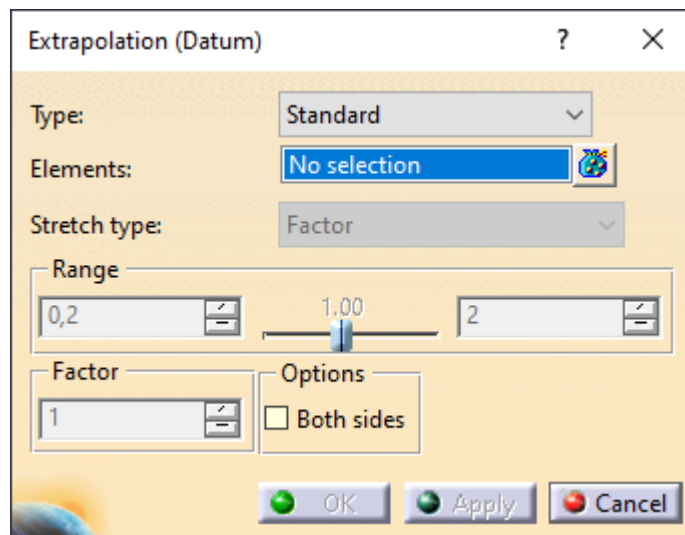 Extrapolation (Datum) ?
Type: Standard
Elements: No selection
Stretch type: Factor
Range
0,2 1.00 2
Factor Options
1 Both sides
OK Apply Cancel